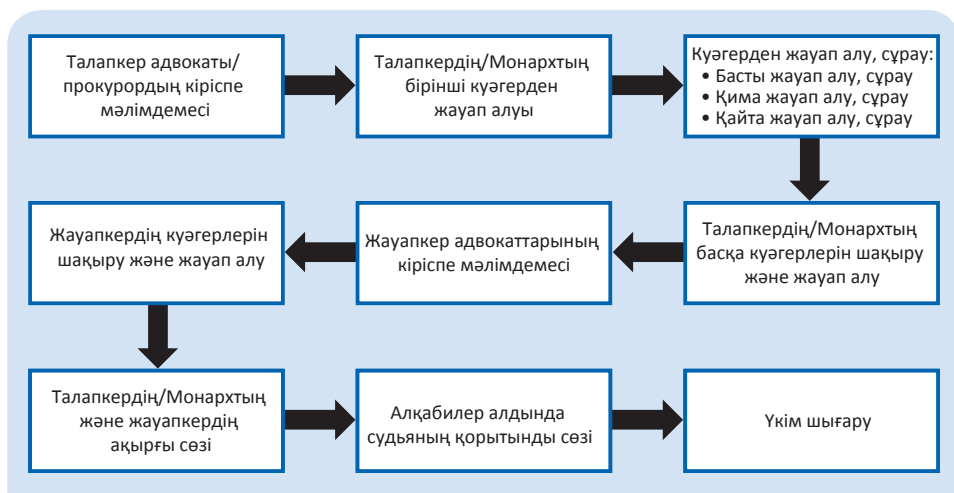 Талапкер адвокаты/
прокурордың кіріспе
мәлімдемесі
Талапкердің/Монархтың
бірінші куәгерден
жауап алуы
Куәгерден жауап алу, сұрау:
• Басты жауап алу, сұрау
• Қима жауап алу, сұрау
• Қайта жауап алу, сұрау
Талапкердің/Монархтың
басқа куәгерлерін шақыру
және жауап алу
Жауапкер адвокаттарының
кіріспе мәлімдемесі
Жауапкердің куәгерлерін
шақыру және жауап алу
Талапкердің/Монархтың
және жауапкердің
ақырғы сөзі
Алқабилер алдында
судьяның қорытынды сөзі
Үкім шығару